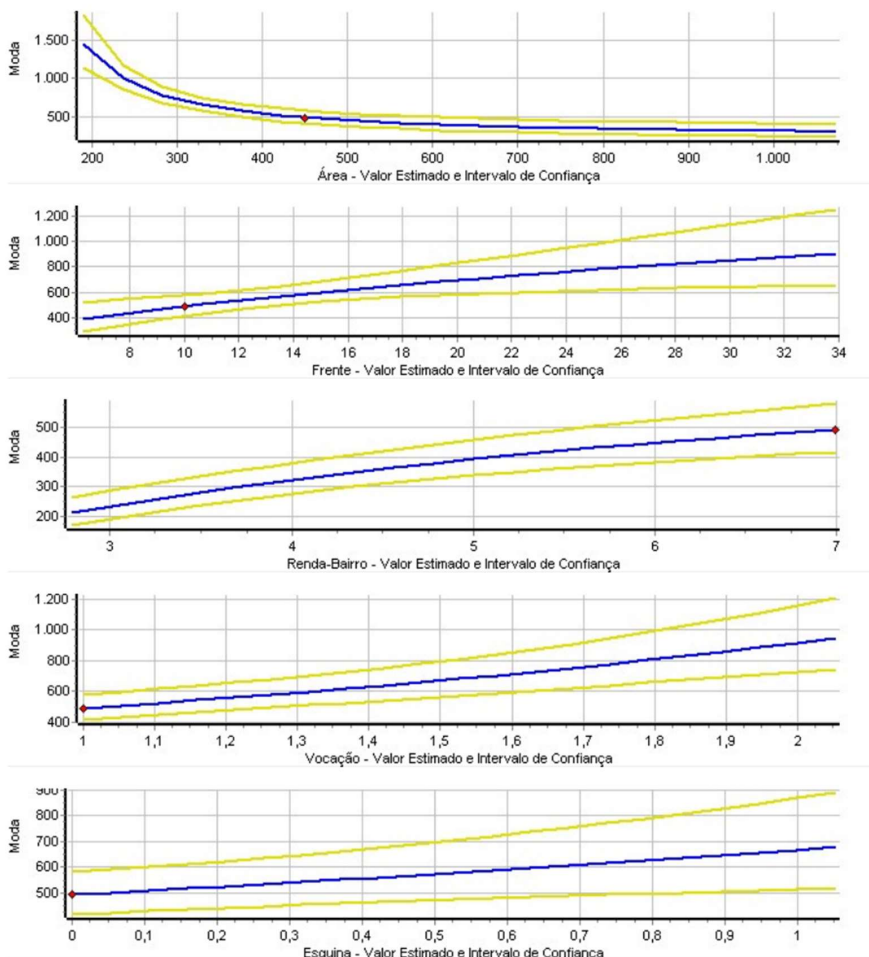 Moda
1.500
1.000
500
200 300 400 500 600 700 800 900 1.000
Área - Valor Estimado e Intervalo de Confiança
Moda
1.200
1.000
800
600
400
8 10 12 14 16 18 20 22 24 26 28 30 32 34
Frente - Valor Estimado e Intervalo de Confiança
Moda
500
400
300
200
3 4 5 6 7
Renda-Bairro - Valor Estimado e Intervalo de Confiança
Moda
1.200
1.000
800
600
400
1 1,1 1,2 1,3 1,4 1,5 1,6 1,7 1,8 1,9 2
Vocação - Valor Estimado e Intervalo de Confiança
Moda
900
800
700
600
500
0 0,1 0,2 0,3 0,4 0,5 0,6 0,7 0,8 0,9 1
Esquina - Valor Estimado e Intervalo de Confiança